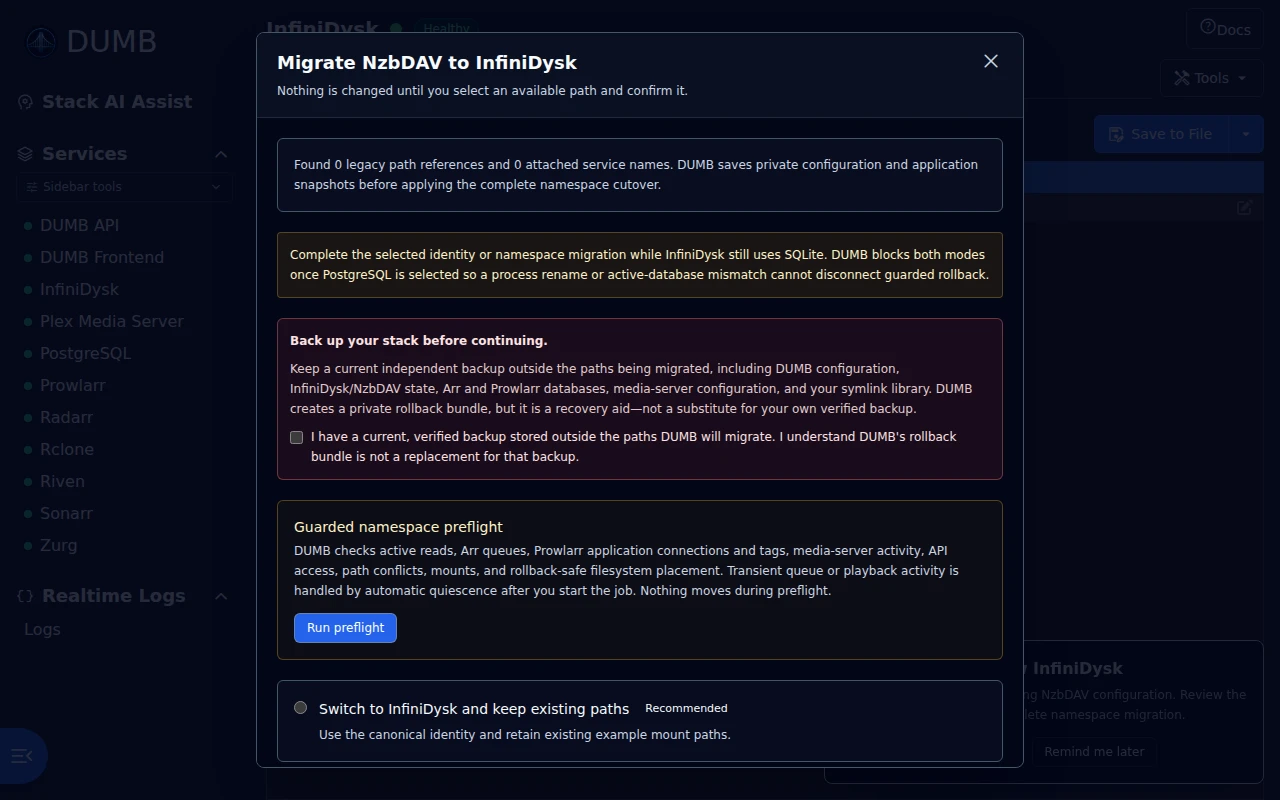 DUMB
Stack AI Assist
Services
Sidebar tools
DUMB API
DUMB Frontend
InfiniDysk
Plex Media Server
PostgreSQL
Prowlarr
Radarr
Rclone
Riven
Sonarr
Zurg
Realtime Logs
Logs
InfiniDysk
Healthy
Docs
Tools
Save to File
Migrate NzbDAV to InfiniDysk
Nothing is changed until you select an available path and confirm it.
Found 0 legacy path references and 0 attached service names. DUMB saves private configuration and application
snapshots before applying the complete namespace cutover.
Complete the selected identity or namespace migration while InfiniDysk still uses SQLite. DUMB blocks both modes
once PostgreSQL is selected so a process rename or active-database mismatch cannot disconnect guarded rollback.
Back up your stack before continuing.
Keep a current independent backup outside the paths being migrated, including DUMB configuration,
InfiniDysk/NzbDAV state, Arr and Prowlarr databases, media-server configuration, and your symlink library. DUMB
creates a private rollback bundle, but it is a recovery aid—not a substitute for your own verified backup.
I have a current, verified backup stored outside the paths DUMB will migrate. I understand DUMB's rollback
bundle is not a replacement for that backup.
Guarded namespace preflight
DUMB checks active reads, Arr queues, Prowlarr application connections and tags, media-server activity, API
access, path conflicts, mounts, and rollback-safe filesystem placement. Transient queue or playback activity is
handled by automatic quiescence after you start the job. Nothing moves during preflight.
Run preflight
Switch to InfiniDysk and keep existing paths Recommended
Use the canonical identity and retain existing example mount paths.
InfiniDysk
NzbDAV configuration. Review the
namespace migration.
Remind me later